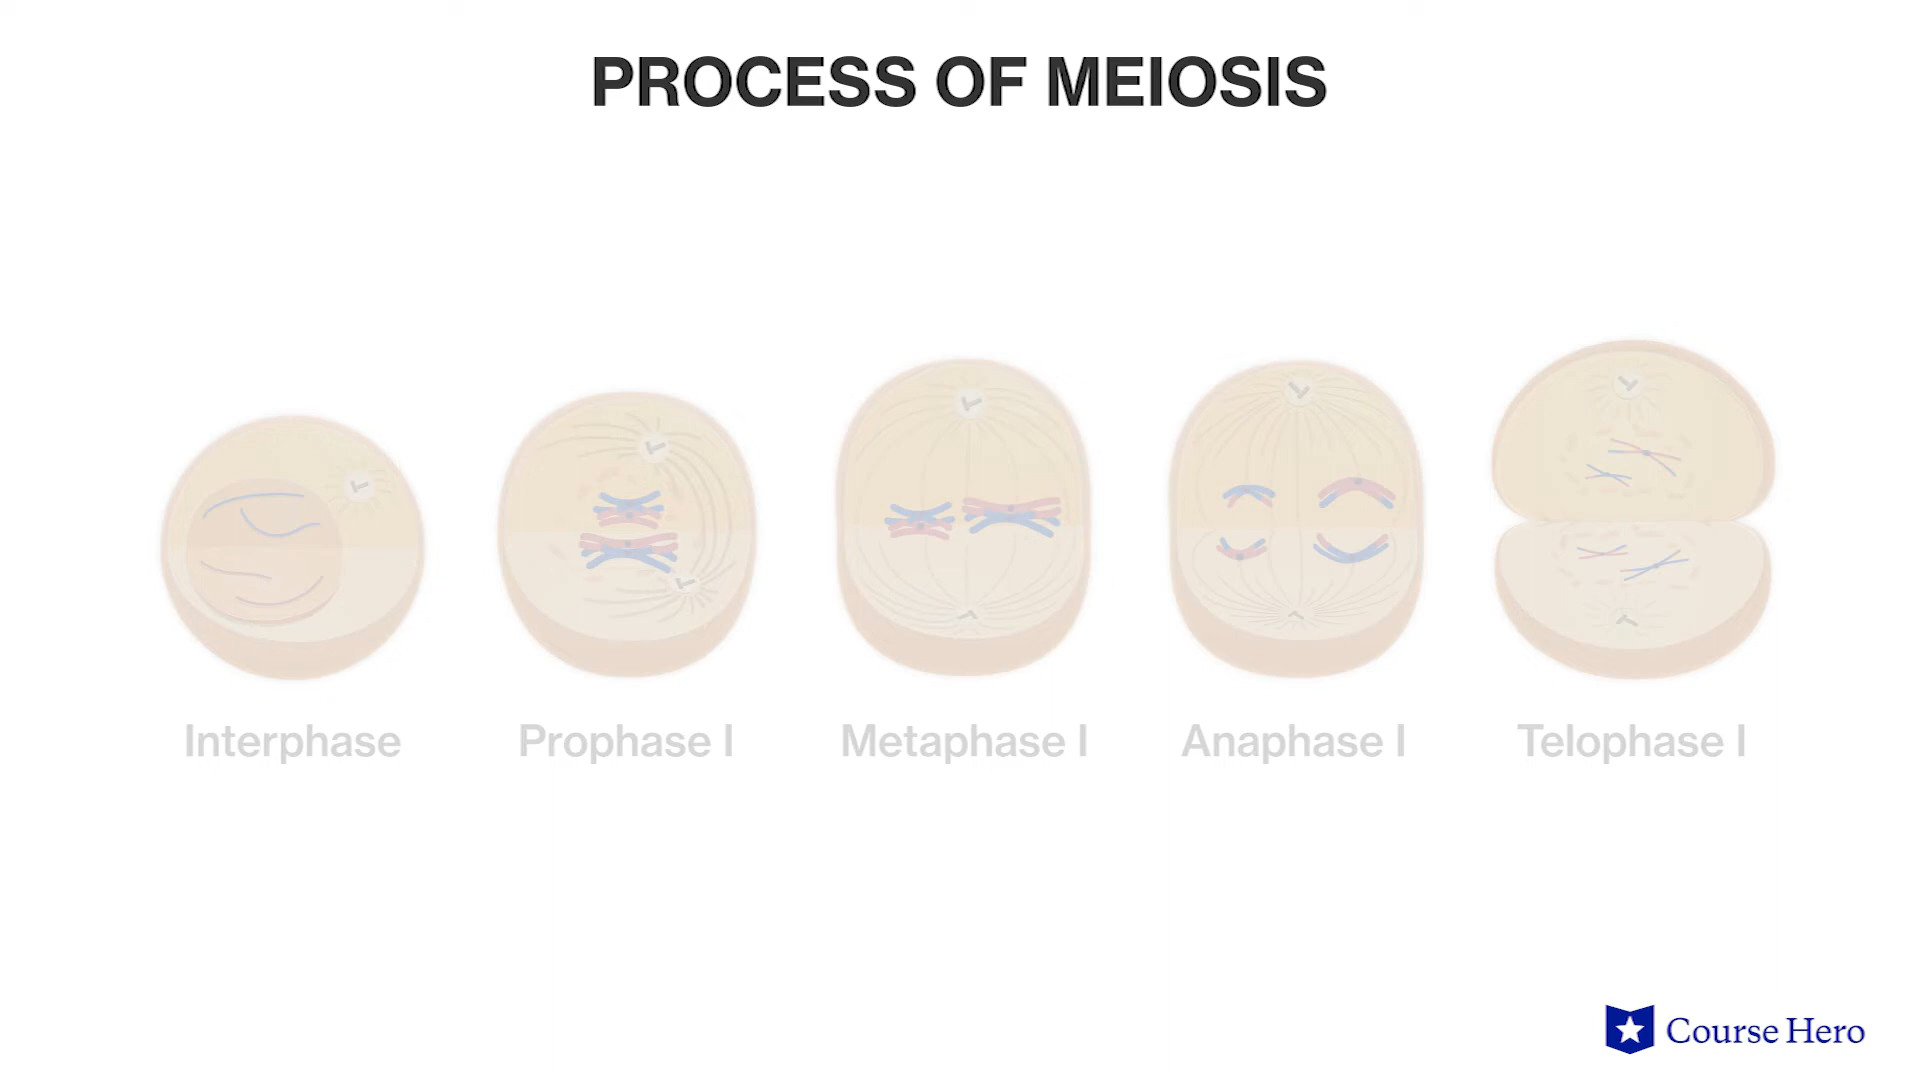 PROCESS OF MEIOSIS
Interphase
Prophase I
Metaphase I
Anaphase I
Telophase I
Course Hero